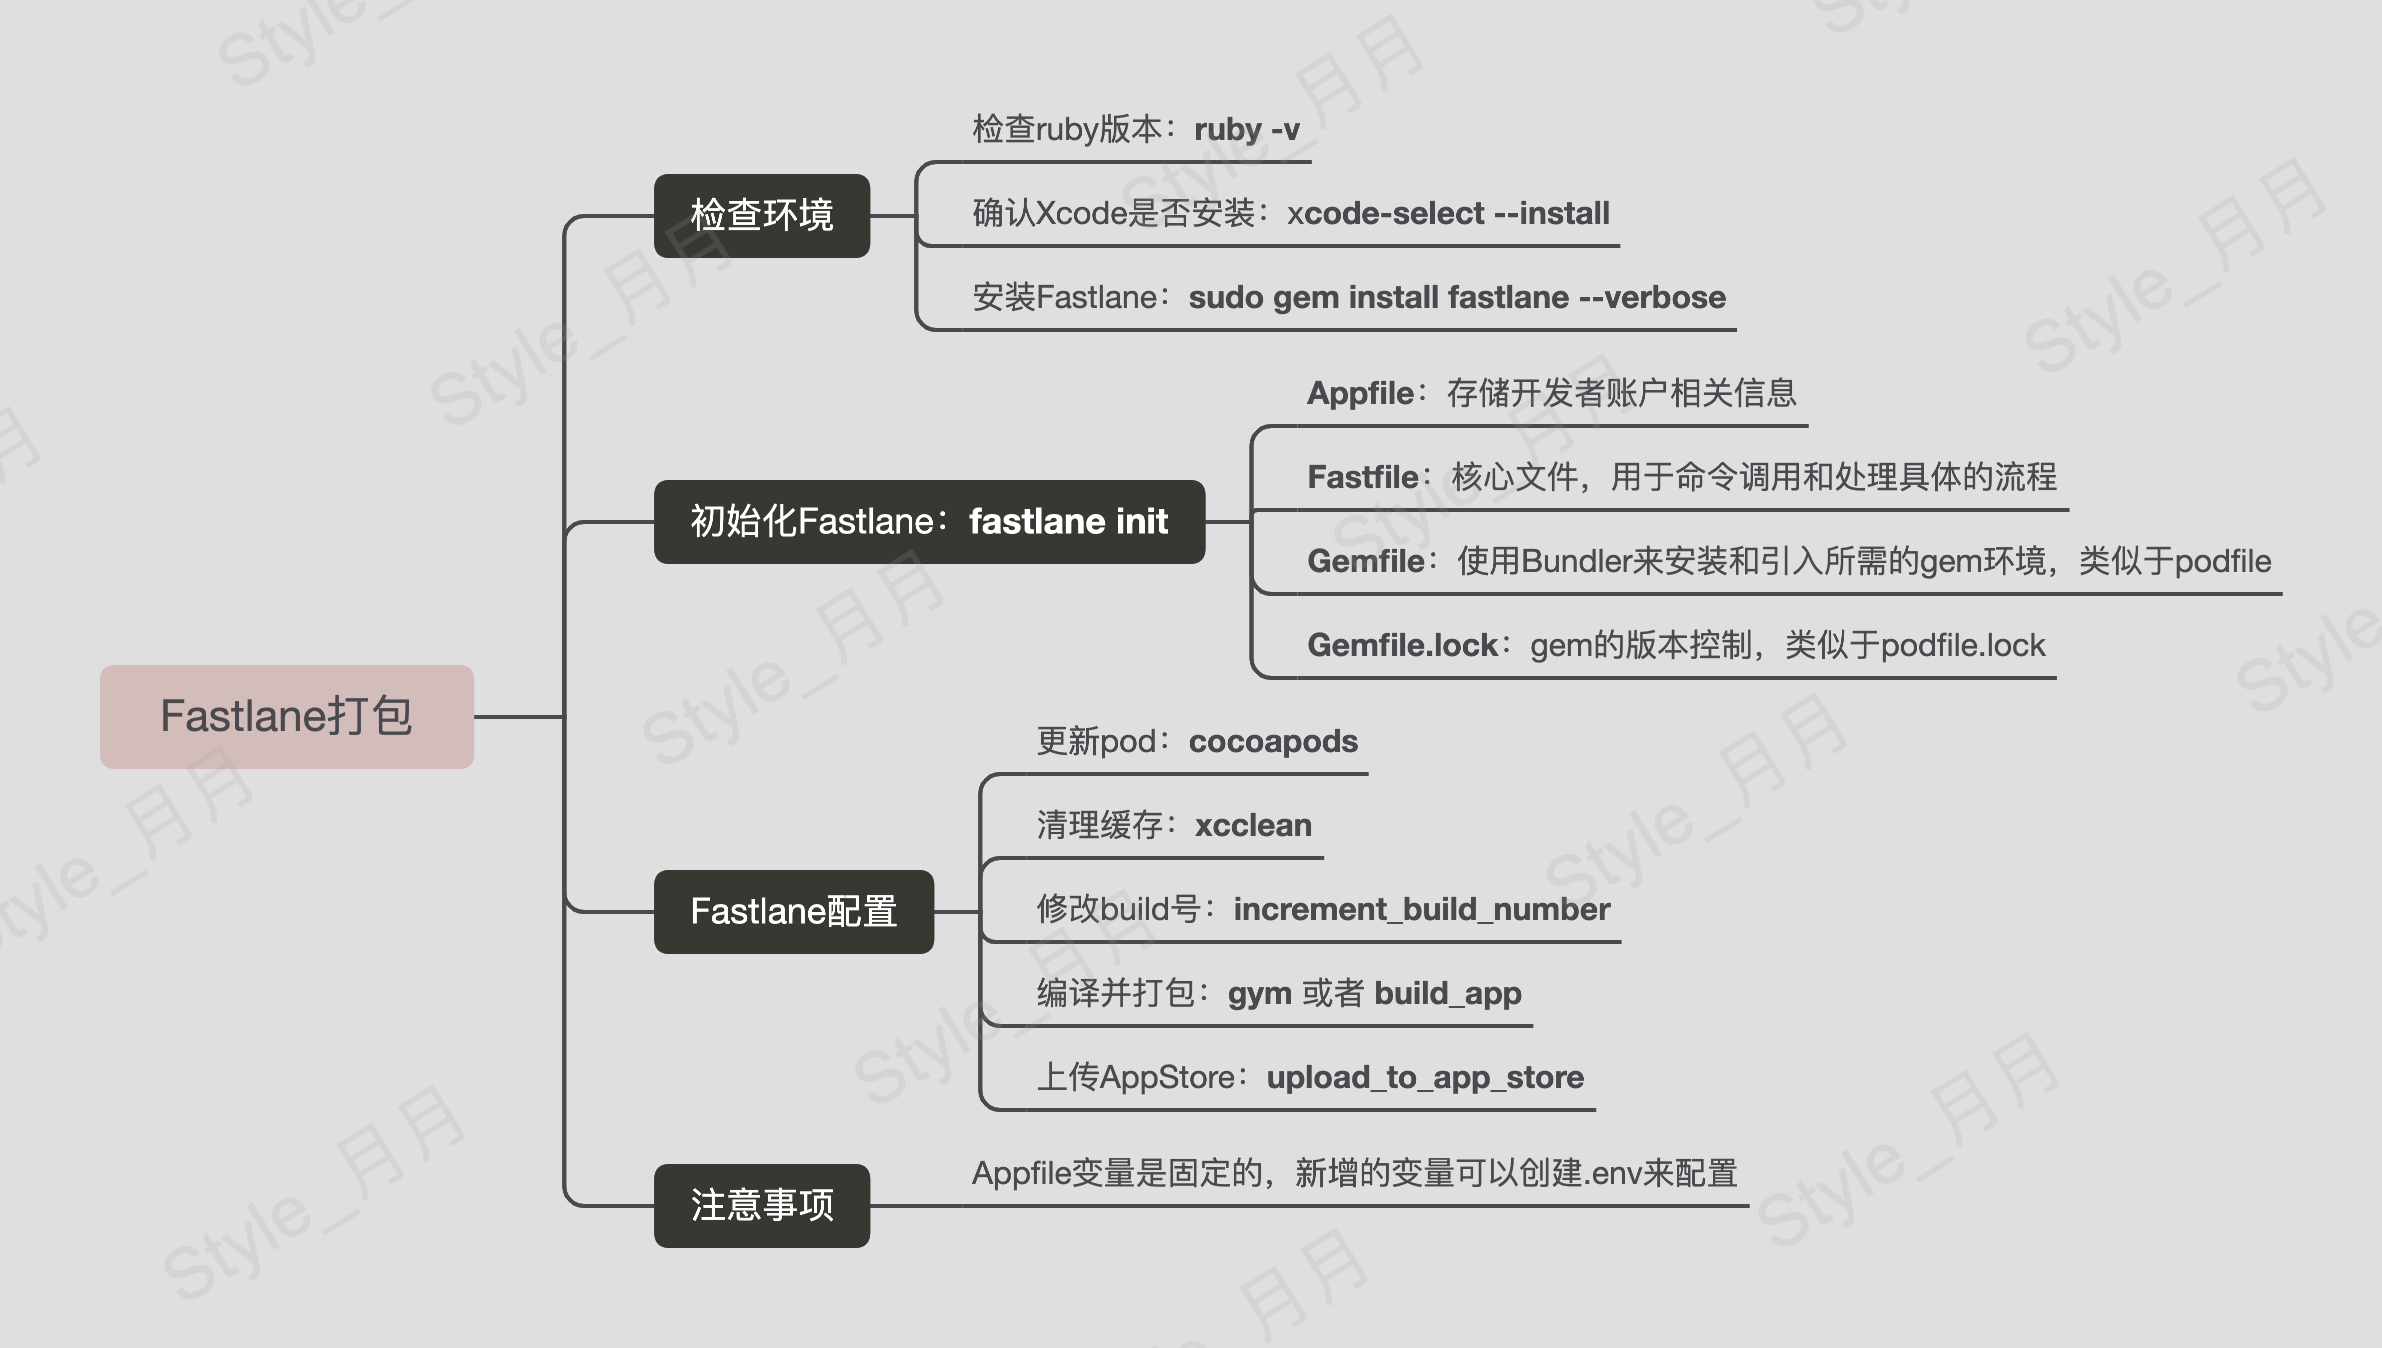 检查ruby版本：ruby -v
检查环境
确认Xcode是否安装：xcode-select --install
安装Fastlane：sudo gem install fastlane --verbose
Appfile：存储开发者账户相关信息
Fastfile：核心文件，用于命令调用和处理具体的流程
初始化Fastlane：fastlane init
Gemfile：使用Bundler来安装和引入所需的gem环境，类似于podfile
Gemfile.lock：gem的版本控制，类似于podfile.lock
Fastlane打包
更新pod：cocoapods
清理缓存：xcclean
Fastlane配置
修改build号：increment_build_number
编译并打包：gym 或者 build_app
上传AppStore：upload_to_app_store
注意事项
Appfile变量是固定的，新增的变量可以创建.env来配置
Style_月月